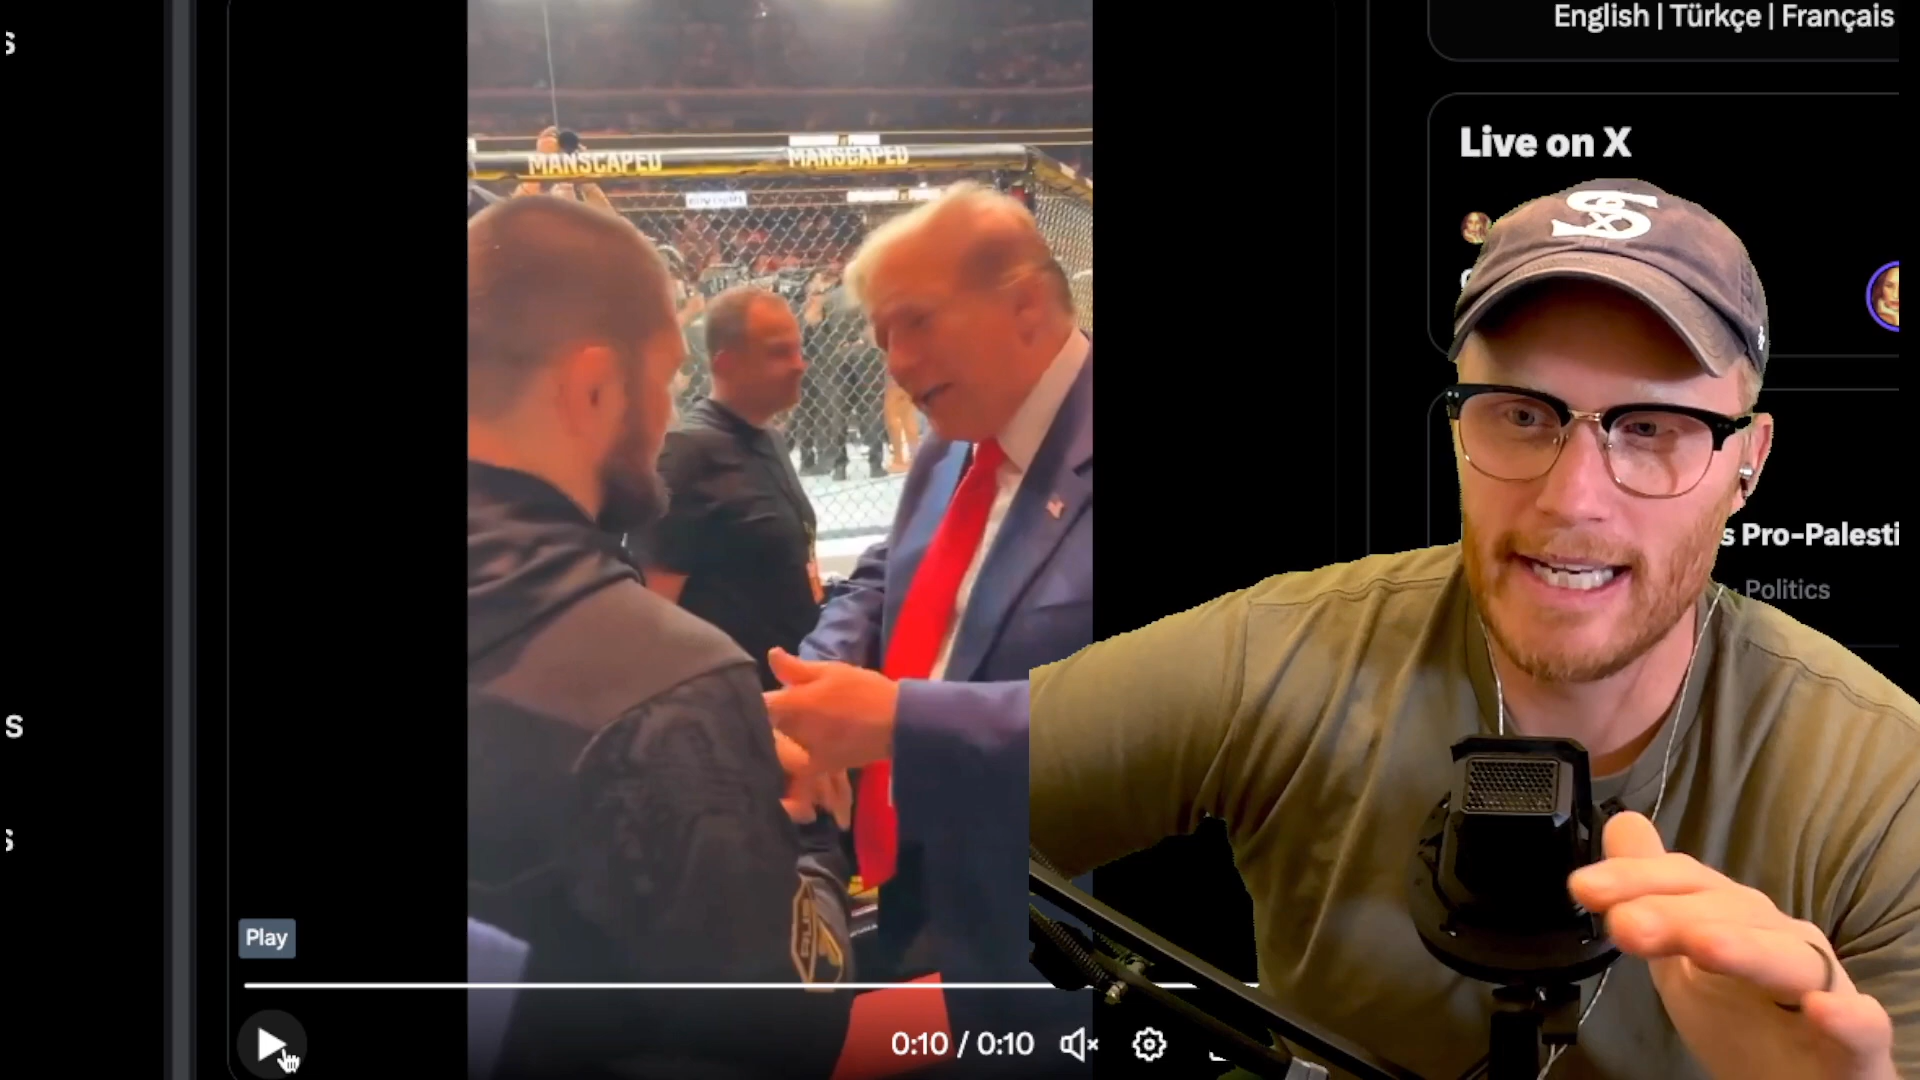 English | Türkçe | Français
S
MANSCAPED
MANSCAPED
Live on X
s Pro-Palesti
Politics
S
S
Play
0:10 / 0:10